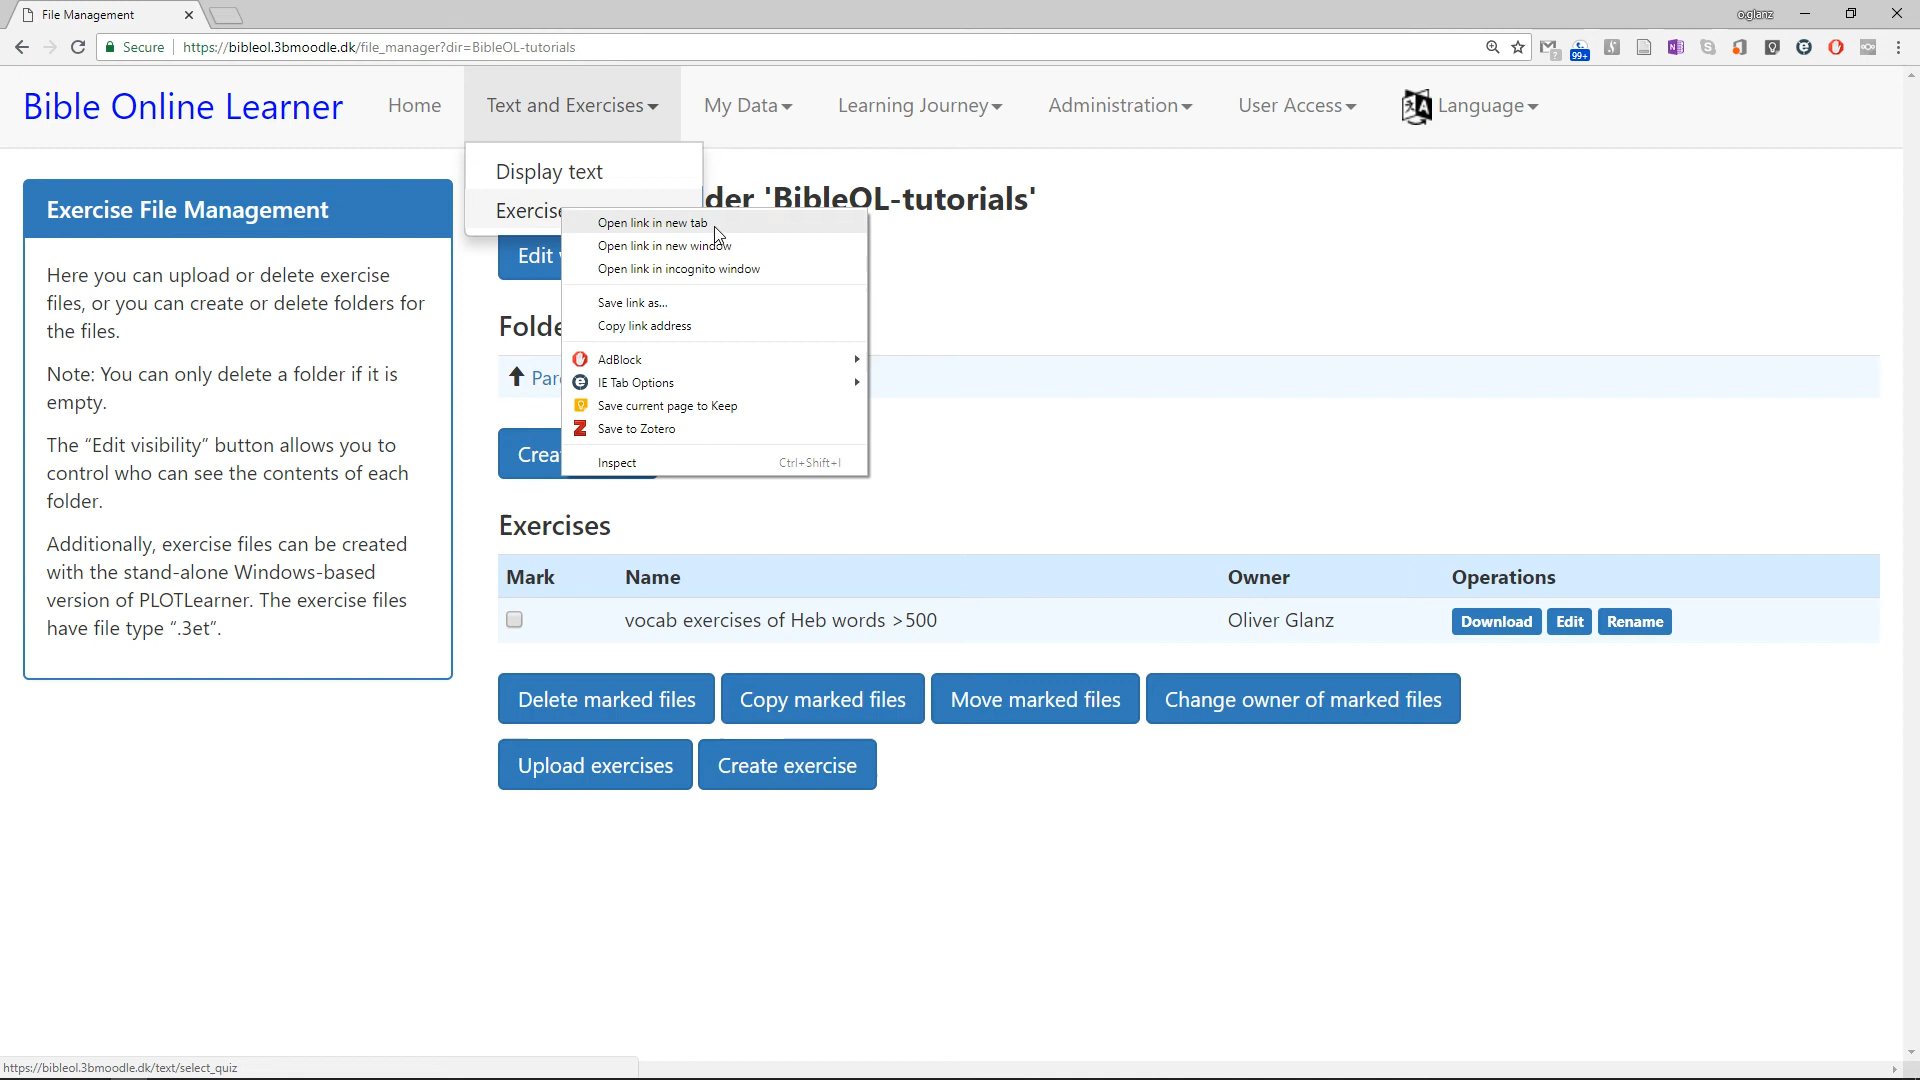 File Management
o.glanz
Secure
https://bibleol.3bmoodle.dk/file_manager?dir=BibleOL-tutorials
99+
Bible Online Learner
Home
Text and Exercises
My Data
Learning Journey
Administration
User Access
Language
Display text
Exercise
Open link in new tab
Open link in new window
Open link in incognito window
Save link as...
Copy link address
AdBlock
IE Tab Options
Save current page to Keep
Save to Zotero
Inspect
Ctrl+Shift+I
Exercise File Management
Here you can upload or delete exercise
files, or you can create or delete folders for
the files.
Note: You can only delete a folder if it is
empty.
The “Edit visibility” button allows you to
control who can see the contents of each
folder.
Additionally, exercise files can be created
with the stand-alone Windows-based
version of PLOTLearner. The exercise files
have file type “.3et”.
der 'BibleOL-tutorials'
Edit
Folde
Par
Crea
Exercises
Mark
Name
Owner
Operations
vocab exercises of Heb words >500
Oliver Glanz
Download
Edit
Rename
Delete marked files
Copy marked files
Move marked files
Change owner of marked files
Upload exercises
Create exercise
https://bibleol.3bmoodle.dk/text/select_quiz